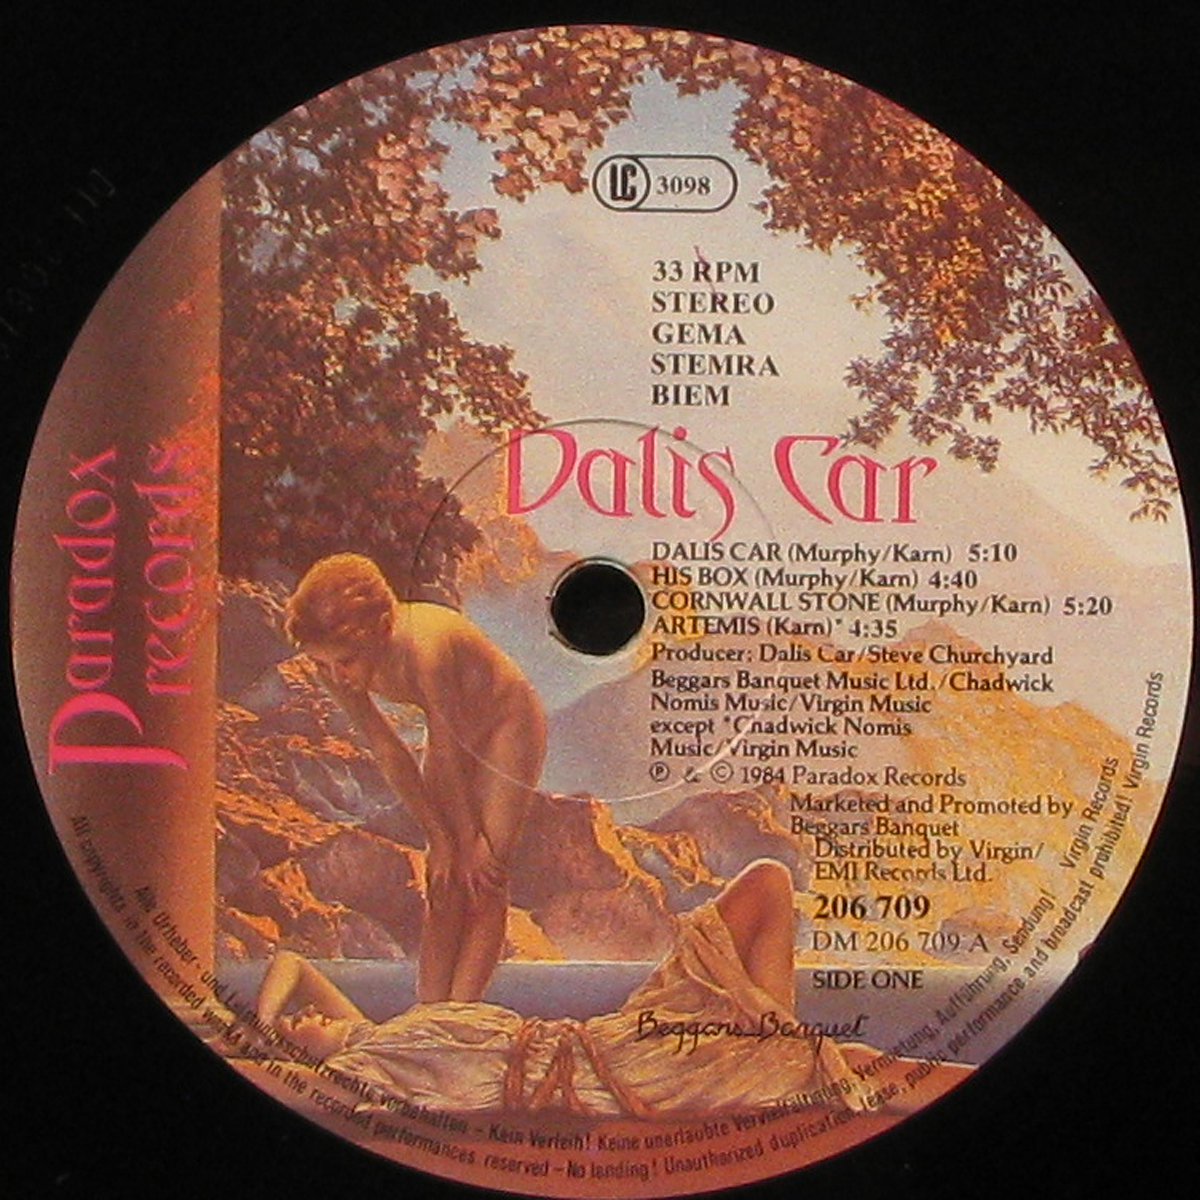 LC 3098
33 RPM
STEREO
GEMA
STEMRA
BIEM
Dalis Car
Paradox
records
DALIS CAR (Murphy/Karn) 5:10
HIS BOX (Murphy/Karn) 4:40
CORNWALL STONE (Murphy/Karn) 5:20
ARTEMIS (Karn)* 4:35
Producer: Dalis Car/Steve Churchyard
Beggars Banquet Music Ltd./Chadwick
Nomis Music/Virgin Music
except *Chadwick Nomis
Music/Virgin Music
℗ & © 1984 Paradox Records
Marketed and Promoted by
Beggars Banquet
Distributed by Virgin/
EMI Records Ltd.
206 709
DM 206 709 A
SIDE ONE
Beggars Banquet
Alle Urheber- und Leistungsschutzrechte vorbehalten – Kein Verleih! Keine unerlaubte Vervielfältigung, Vermietung, Aufführung, Sendung! Virgin Records
All copyrights in the recorded works and in the recorded performances reserved – No lending! Unauthorized duplication, lease, public performance and broadcast prohibited! Virgin Records